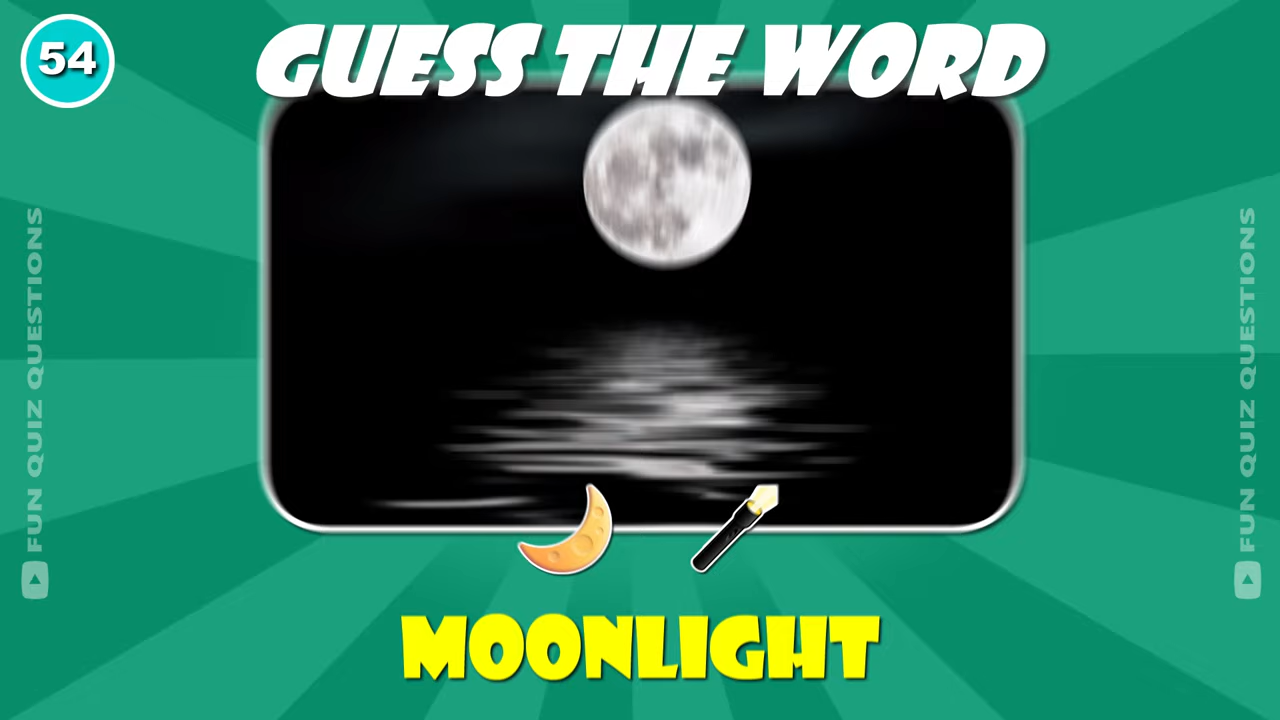 54
GUESS THE WORD
FUN QUIZ QUESTIONS
FUN QUIZ QUESTIONS
MOONLIGHT